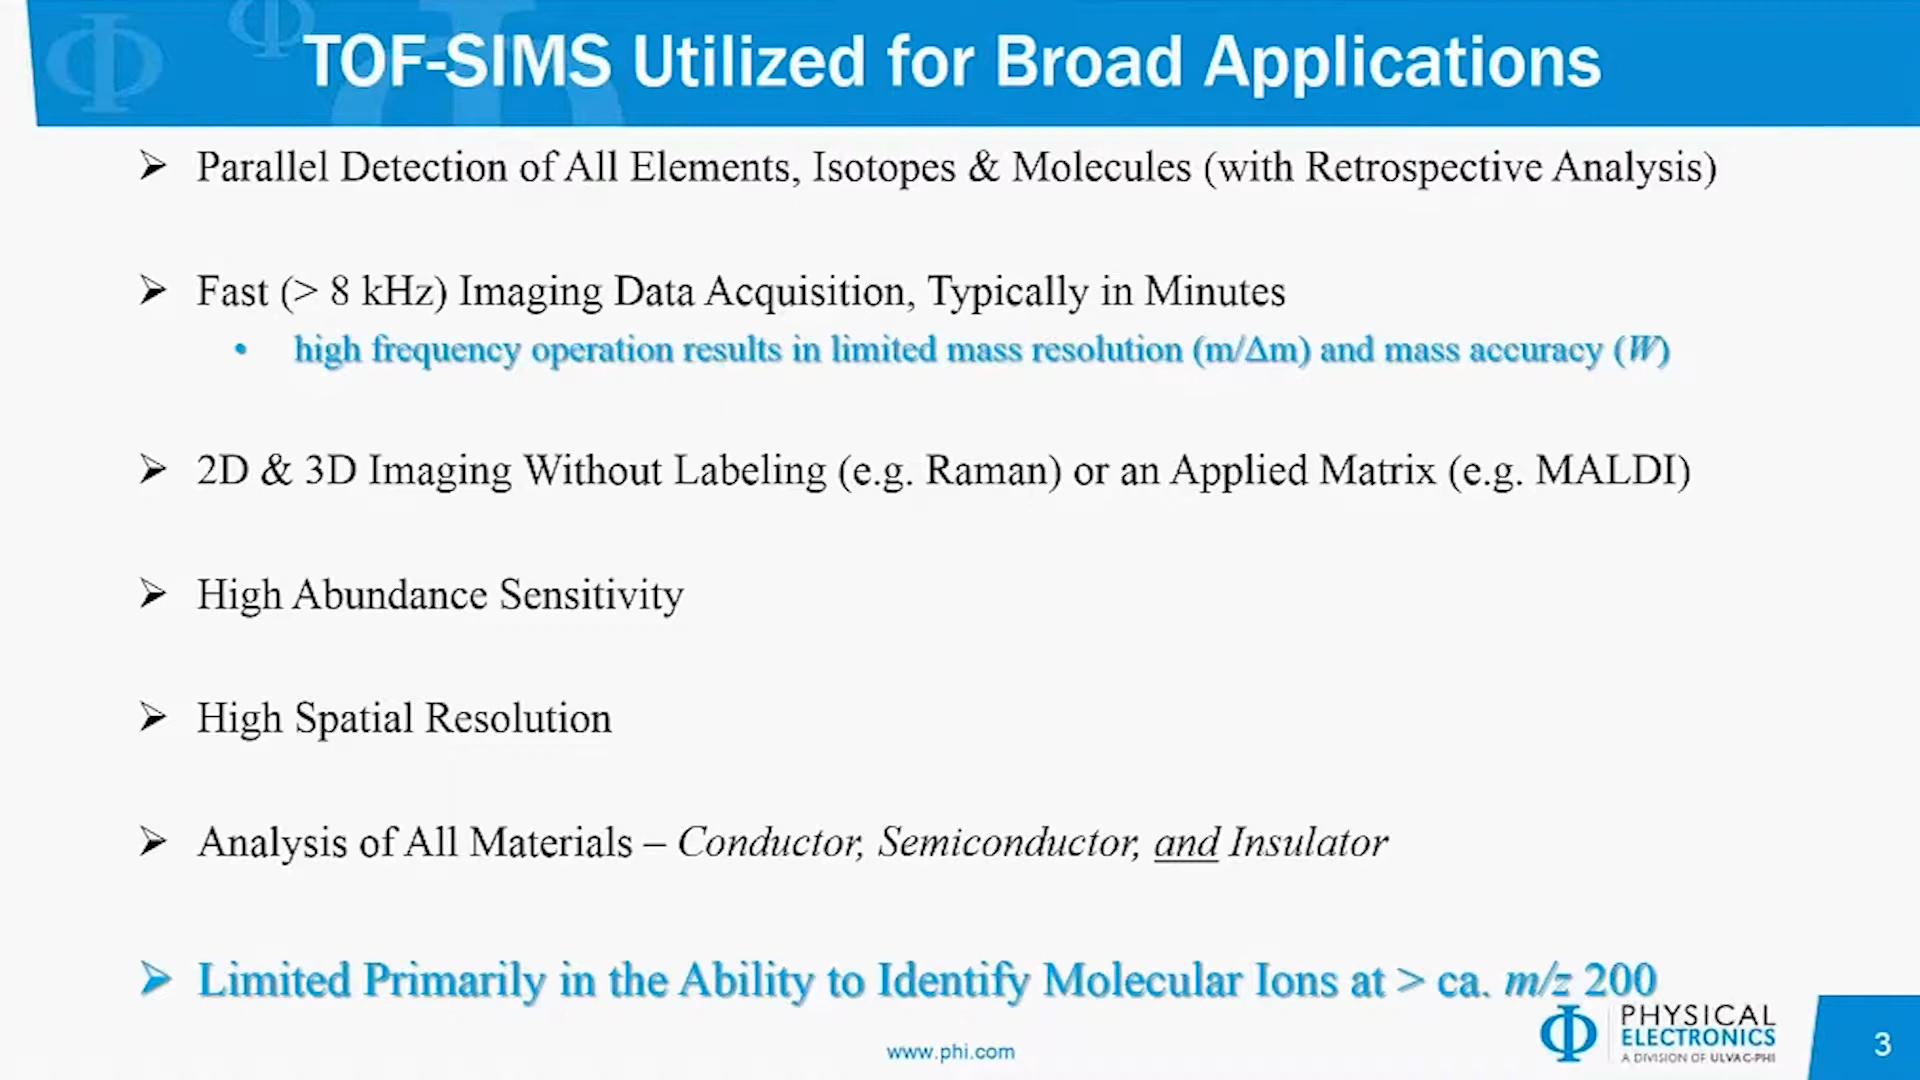 TOF-SIMS Utilized for Broad Applications
➢ Parallel Detection of All Elements, Isotopes & Molecules (with Retrospective Analysis)
➢ Fast (> 8 kHz) Imaging Data Acquisition, Typically in Minutes
• high frequency operation results in limited mass resolution (m/Δm) and mass accuracy (W)
➢ 2D & 3D Imaging Without Labeling (e.g. Raman) or an Applied Matrix (e.g. MALDI)
➢ High Abundance Sensitivity
➢ High Spatial Resolution
➢ Analysis of All Materials – Conductor, Semiconductor, and Insulator
➢ Limited Primarily in the Ability to Identify Molecular Ions at > ca. m/z 200
www.phi.com
PHYSICAL
ELECTRONICS
A DIVISION OF ULVAC-PHI
3